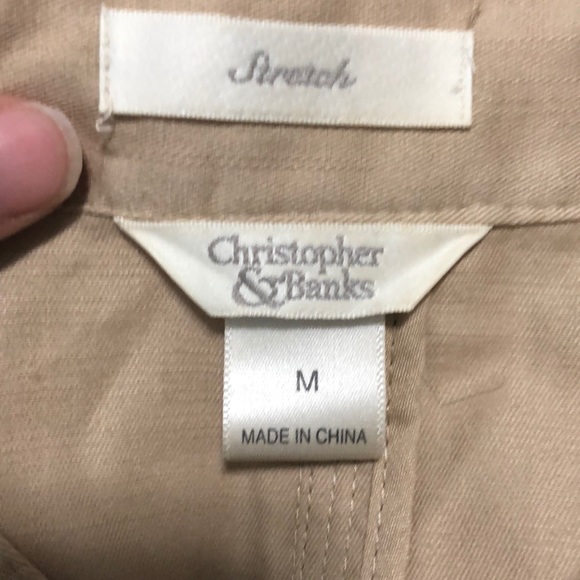 Stretch
Christopher
& Banks
M
MADE IN CHINA